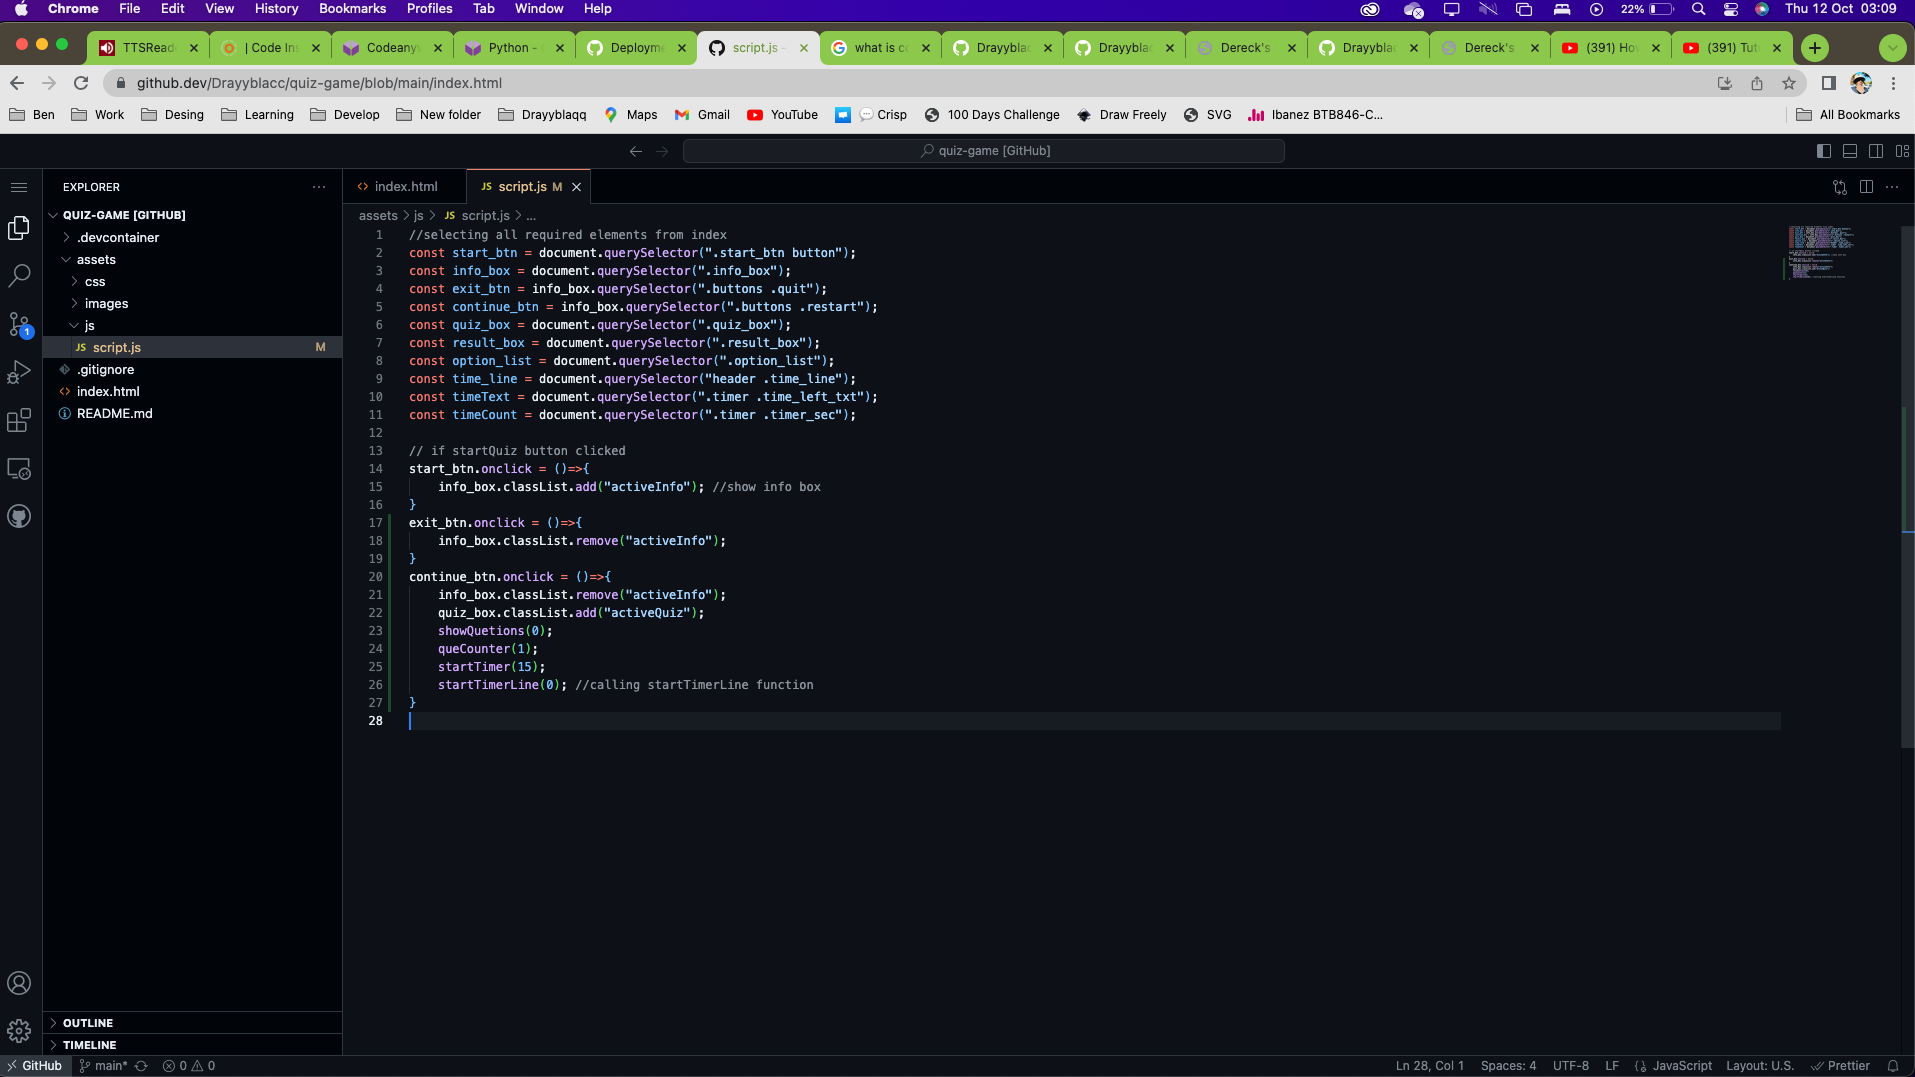 Chrome File Edit View History Bookmarks Profiles Tab Window Help 22% Thu 12 Oct 03:09
TTSRead | Code Ins Codeanyw Python - Deployme script.js - what is co Drayyblac Drayyblac Dereck's Drayyblac Dereck's (391) Ho (391) Tut
github.dev/Drayyblacc/quiz-game/blob/main/index.html
Ben Work Desing Learning Develop New folder Drayyblaqq Maps Gmail YouTube Crisp 100 Days Challenge Draw Freely SVG Ibanez BTB846-C... All Bookmarks
quiz-game [GitHub]
EXPLORER
QUIZ-GAME [GITHUB]
.devcontainer
assets
css
images
js
JS script.js M
.gitignore
index.html
README.md
OUTLINE
TIMELINE
index.html JS script.js M
assets > js > JS script.js > ...
1 //selecting all required elements from index
2 const start_btn = document.querySelector(".start_btn button");
3 const info_box = document.querySelector(".info_box");
4 const exit_btn = info_box.querySelector(".buttons .quit");
5 const continue_btn = info_box.querySelector(".buttons .restart");
6 const quiz_box = document.querySelector(".quiz_box");
7 const result_box = document.querySelector(".result_box");
8 const option_list = document.querySelector(".option_list");
9 const time_line = document.querySelector("header .time_line");
10 const timeText = document.querySelector(".timer .time_left_txt");
11 const timeCount = document.querySelector(".timer .timer_sec");
12
13 // if startQuiz button clicked
14 start_btn.onclick = ()=>{
15 info_box.classList.add("activeInfo"); //show info box
16 }
17 exit_btn.onclick = ()=>{
18 info_box.classList.remove("activeInfo");
19 }
20 continue_btn.onclick = ()=>{
21 info_box.classList.remove("activeInfo");
22 quiz_box.classList.add("activeQuiz");
23 showQuetions(0);
24 queCounter(1);
25 startTimer(15);
26 startTimerLine(0); //calling startTimerLine function
27 }
28
1
GitHub main* 0 0 Ln 28, Col 1 Spaces: 4 UTF-8 LF {} JavaScript Layout: U.S. Prettier